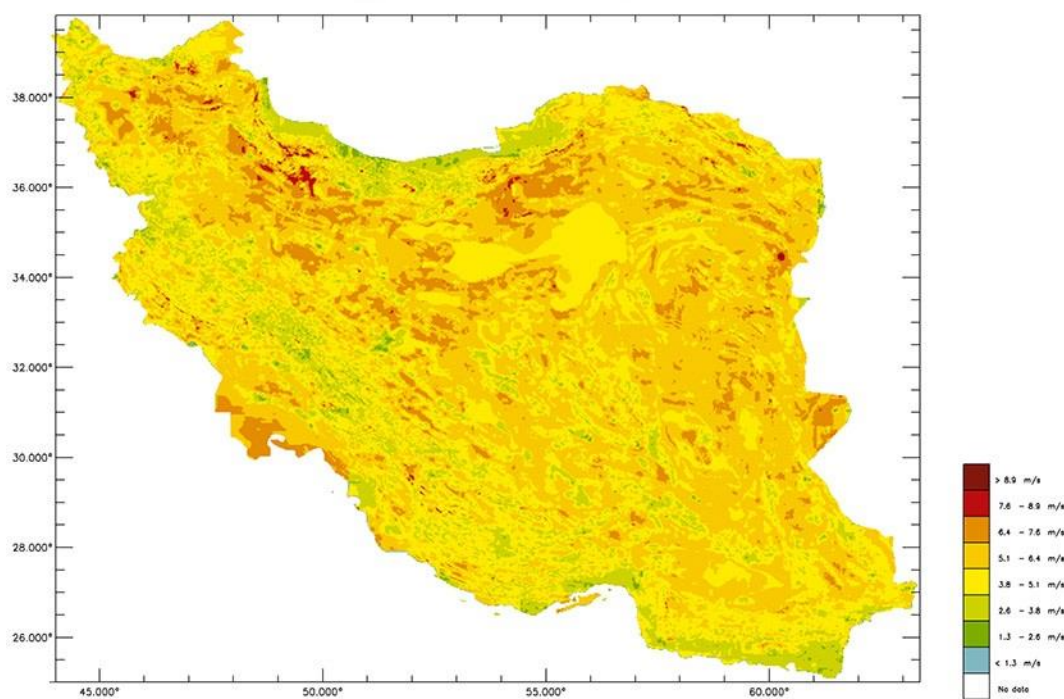 38.000°
36.000°
34.000°
32.000°
30.000°
28.000°
26.000°
45.000°
50.000°
55.000°
60.000°
> 8.9 m/s
7.6 - 8.9 m/s
6.4 - 7.6 m/s
5.1 - 6.4 m/s
3.8 - 5.1 m/s
2.6 - 3.8 m/s
1.3 - 2.6 m/s
< 1.3 m/s
No data